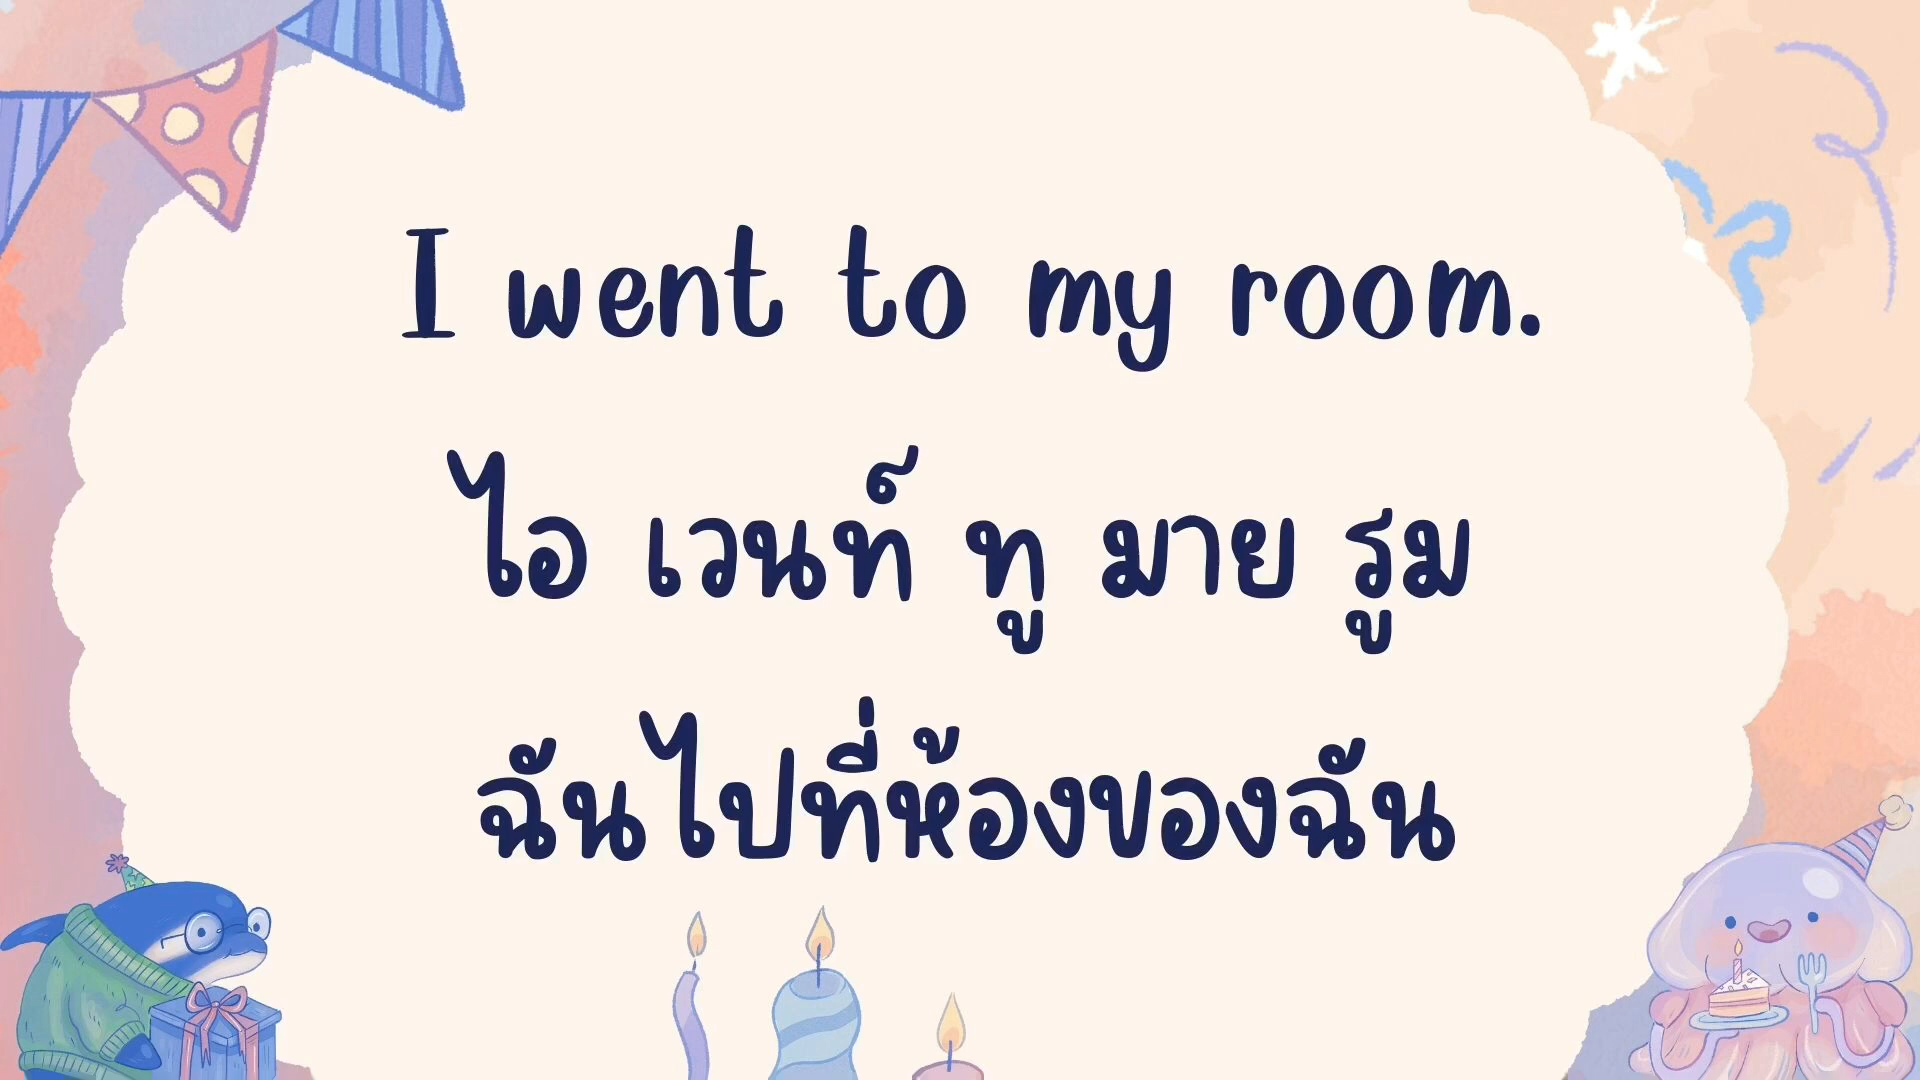 I went to my room.
ไอ เวนท์ ทู มาย รูม
ฉันไปที่ห้องของฉัน